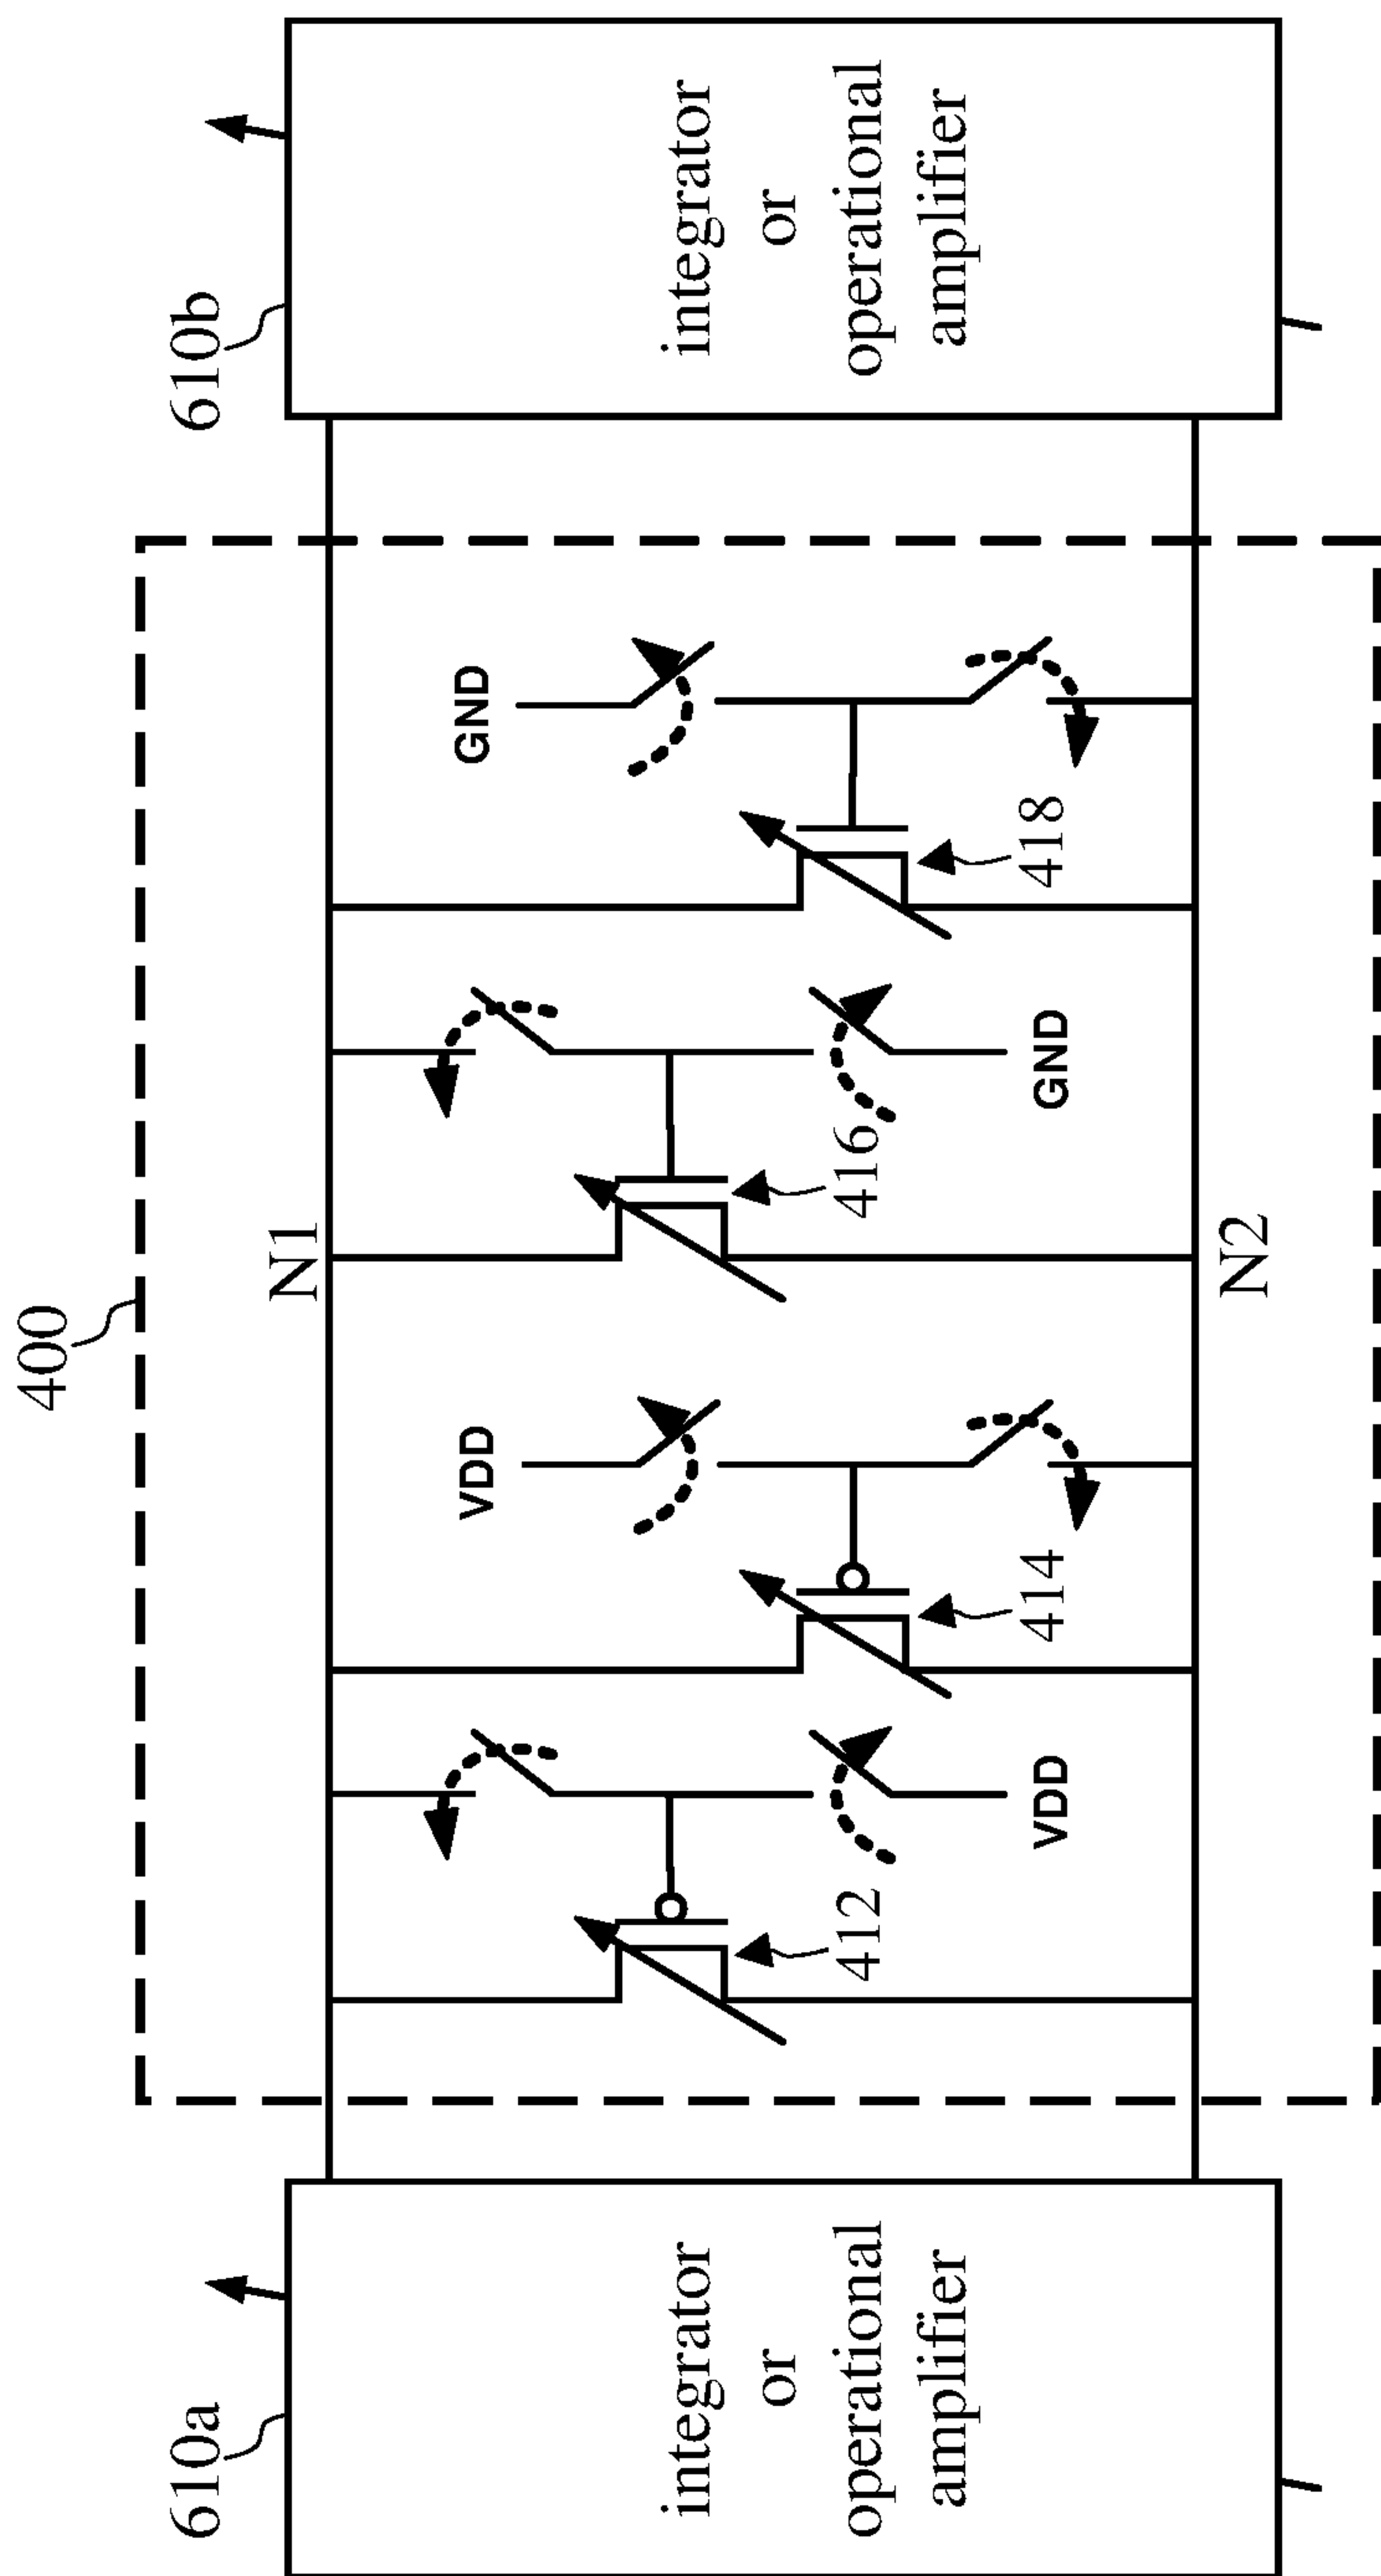 400
610a
integrator
or
operational
amplifier
N1
VDD
GND
412
414
416
418
VDD
GND
N2
610b
integrator
or
operational
amplifier